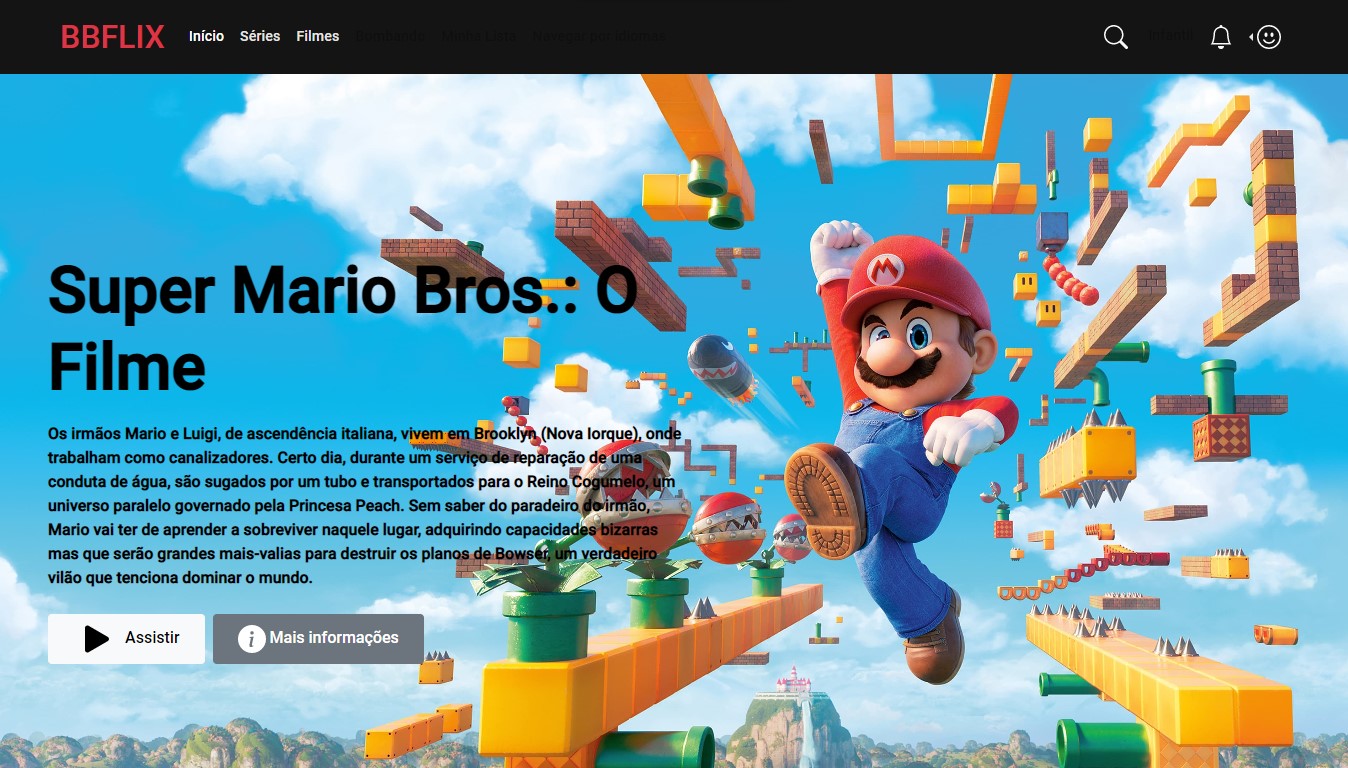 BBFLIX Início Séries Filmes Bombando Minha Lista Navegar por idiomas Infantil
Super Mario Bros.: O
Filme
Os irmãos Mario e Luigi, de ascendência italiana, vivem em Brooklyn (Nova Iorque), onde
trabalham como canalizadores. Certo dia, durante um serviço de reparação de uma
conduta de água, são sugados por um tubo e transportados para o Reino Cogumelo, um
universo paralelo governado pela Princesa Peach. Sem saber do paradeiro do irmão,
Mario vai ter de aprender a sobreviver naquele lugar, adquirindo capacidades bizarras
mas que serão grandes mais-valias para destruir os planos de Bowser, um verdadeiro
vilão que tenciona dominar o mundo.
Assistir Mais informações